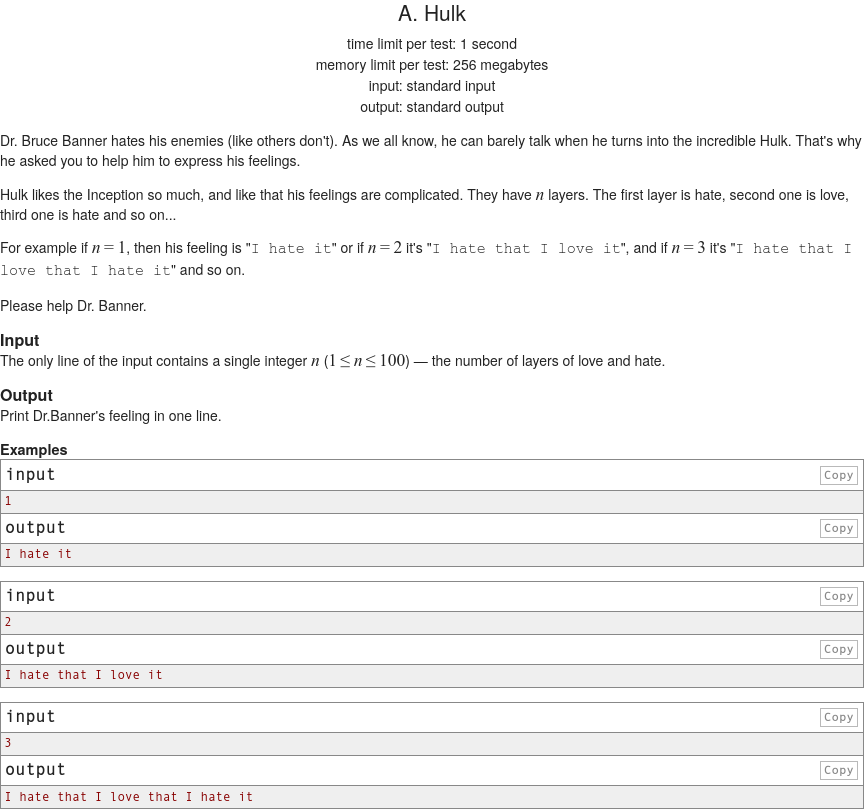 A. Hulk
time limit per test: 1 second
memory limit per test: 256 megabytes
input: standard input
output: standard output
Dr. Bruce Banner hates his enemies (like others don't). As we all know, he can barely talk when he turns into the incredible Hulk. That's why
he asked you to help him to express his feelings.
Hulk likes the Inception so much, and like that his feelings are complicated. They have n layers. The first layer is hate, second one is love,
third one is hate and so on...
For example if n = 1, then his feeling is "I hate it" or if n = 2 it's "I hate that I love it", and if n = 3 it's "I hate that I
love that I hate it" and so on.
Please help Dr. Banner.
Input
The only line of the input contains a single integer n (1 ≤ n ≤ 100) — the number of layers of love and hate.
Output
Print Dr.Banner's feeling in one line.
Examples
input Copy
1
output Copy
I hate it
input Copy
2
output Copy
I hate that I love it
input Copy
3
output Copy
I hate that I love that I hate it